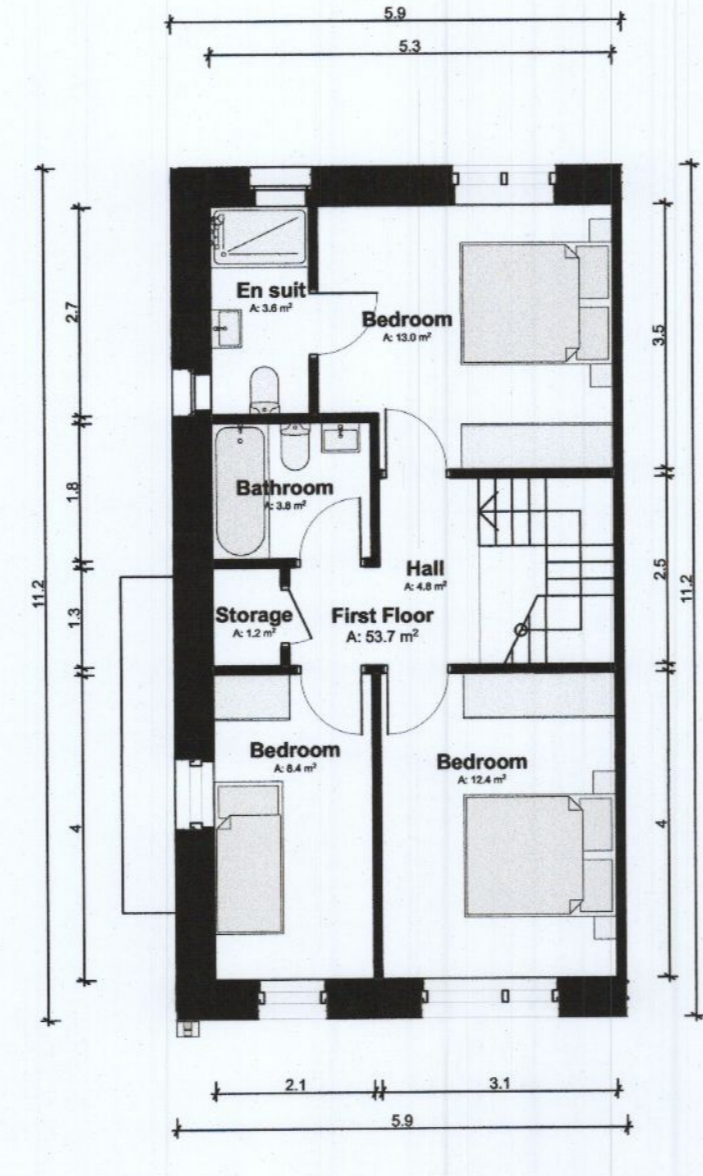 5.9
5.3
En suit
A: 3.6 m²
Bedroom
A: 13.0 m²
2.7
3.5
Bathroom
A: 3.8 m²
1.8
Hall
A: 4.8 m²
2.5
11.2
11.2
Storage
A: 1.2 m²
First Floor
A: 53.7 m²
1.3
Bedroom
A: 8.4 m²
Bedroom
A: 12.4 m²
4
4
2.1
3.1
5.9